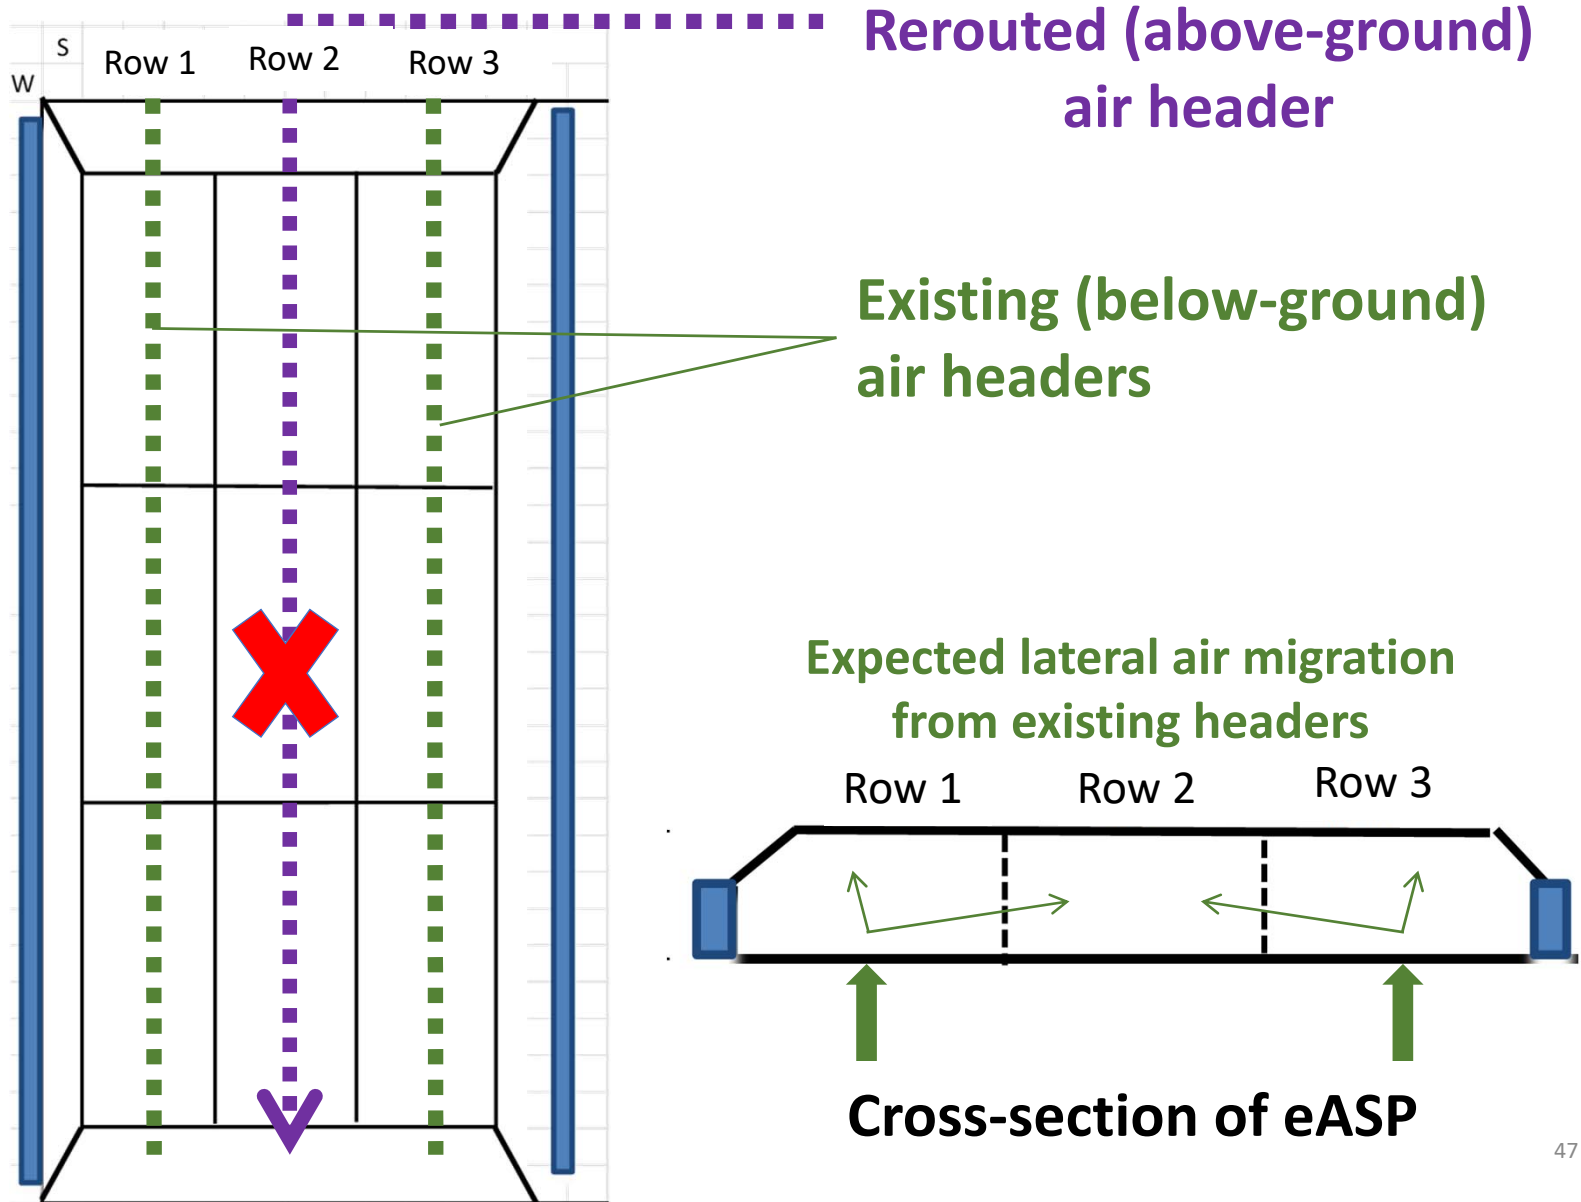 Rerouted (above-ground)
air header
S
W
Row 1
Row 2
Row 3
Existing (below-ground)
air headers
Expected lateral air migration
from existing headers
Row 1
Row 2
Row 3
Cross-section of eASP
47